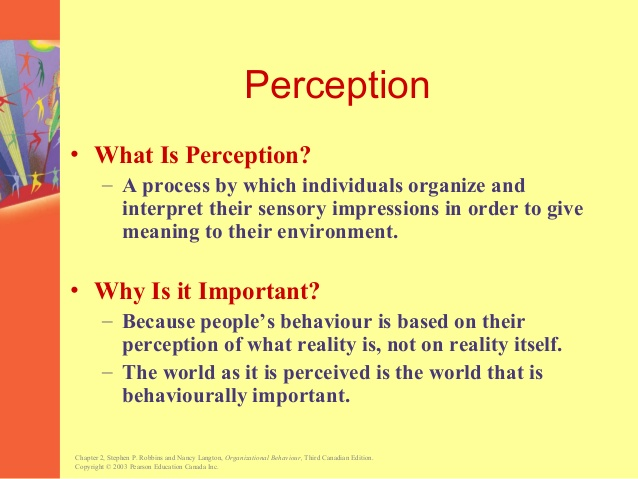 Perception
• What Is Perception?
– A process by which individuals organize and
interpret their sensory impressions in order to give
meaning to their environment.
• Why Is it Important?
– Because people’s behaviour is based on their
perception of what reality is, not on reality itself.
– The world as it is perceived is the world that is
behaviourally important.
Chapter 2, Stephen P. Robbins and Nancy Langton, Organizational Behaviour, Third Canadian Edition.
Copyright © 2003 Pearson Education Canada Inc.